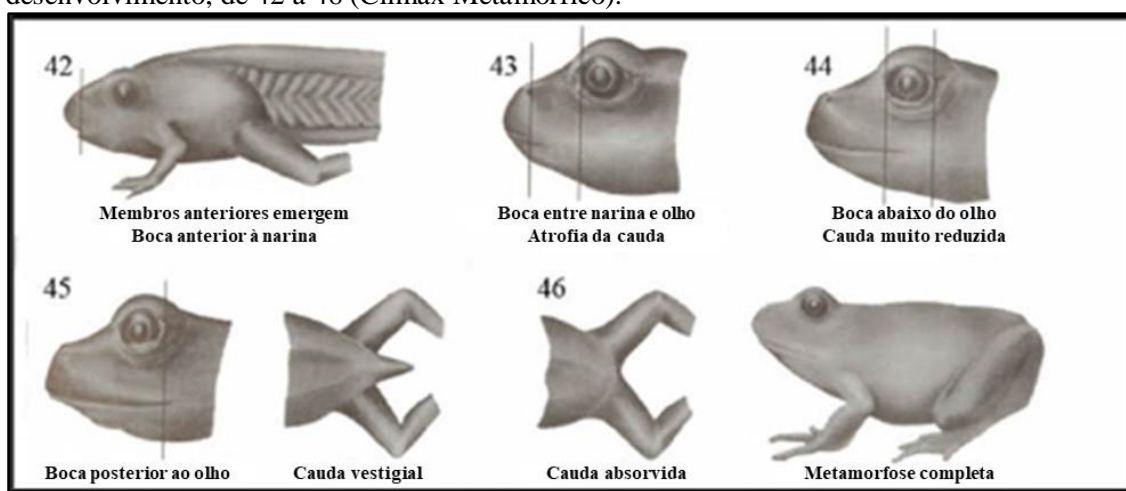 desenvolvimento, de 42 a 46 (Clímax Metamórfico).
42
43
44
Membros anteriores emergem
Boca anterior à narina
Boca entre narina e olho
Atrofia da cauda
Boca abaixo do olho
Cauda muito reduzida
45
46
Boca posterior ao olho
Cauda vestigial
Cauda absorvida
Metamorfose completa